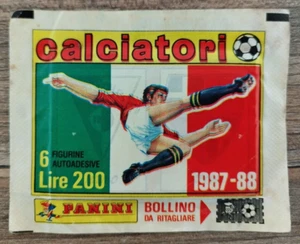 calciatori
6 FIGURINE
AUTOADESIVE
Lire 200
1987-88
PANINI
BOLLINO
DA RITAGLIARE